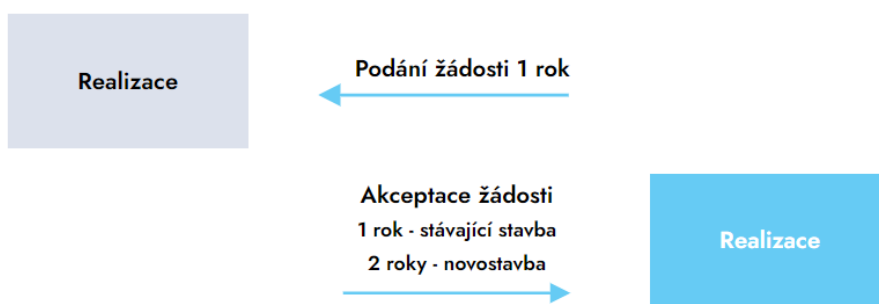 Realizace
Podání žádosti 1 rok
Akceptace žádosti
1 rok - stávající stavba
2 roky - novostavba
Realizace